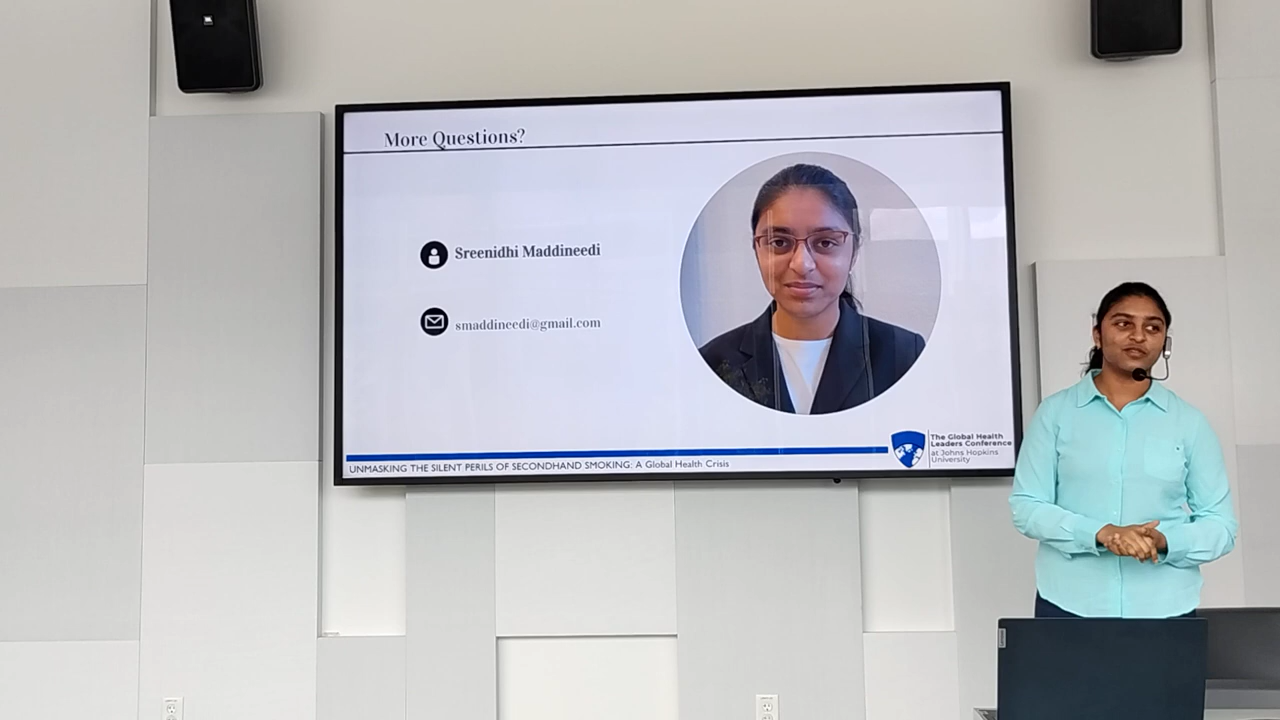 More Questions?
Sreenidhi Maddineedi
smaddineedi@gmail.com
The Global Health
Leaders Conference
at Johns Hopkins
University
UNMASKING THE SILENT PERILS OF SECONDHAND SMOKING: A Global Health Crisis